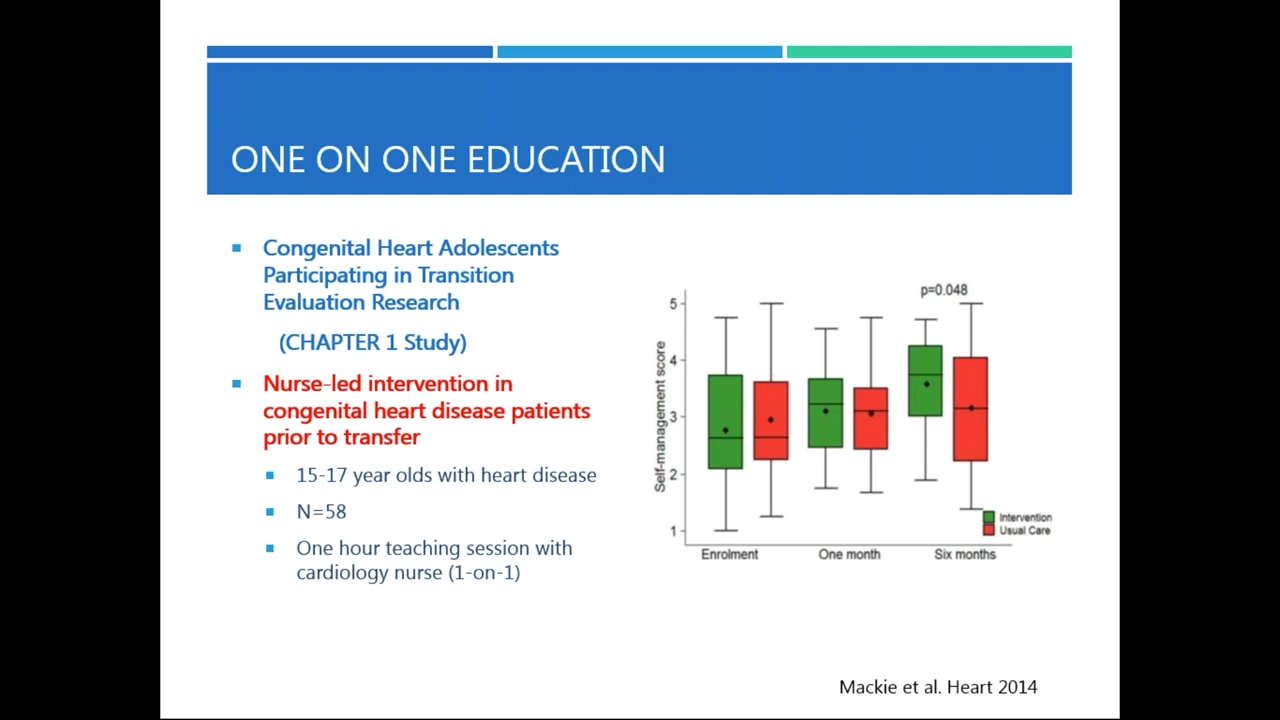 ONE ON ONE EDUCATION
Congenital Heart Adolescents
Participating in Transition
Evaluation Research
(CHAPTER 1 Study)
Nurse-led intervention in
congenital heart disease patients
prior to transfer
15-17 year olds with heart disease
N=58
One hour teaching session with
cardiology nurse (1-on-1)
p=0.048
Self-management score
5
4
3
2
1
Enrolment
One month
Six months
Intervention
Usual Care
Mackie et al. Heart 2014